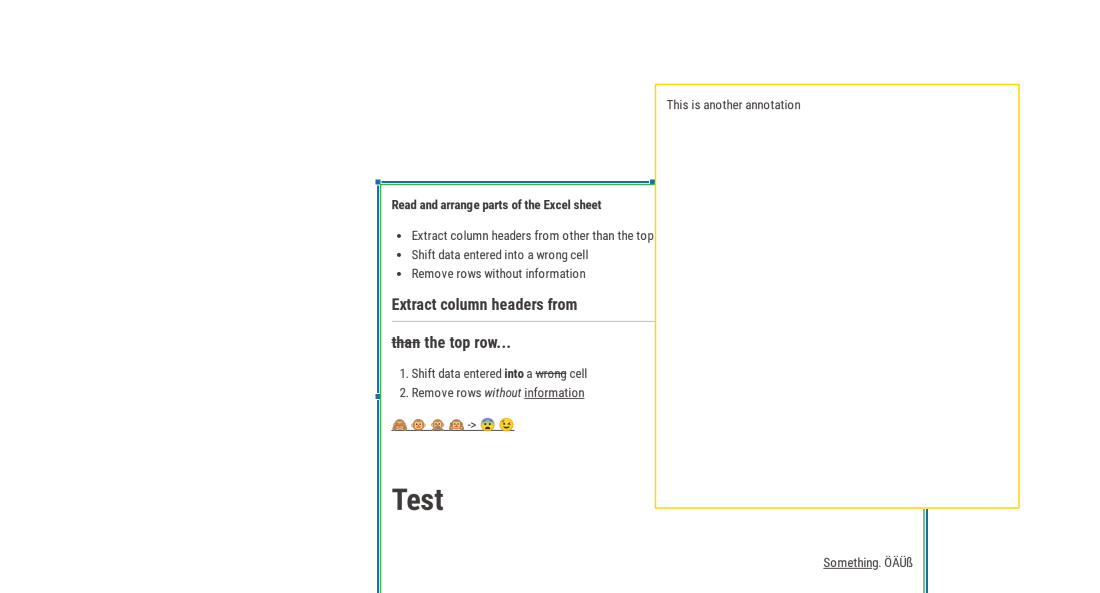 This is another annotation
Read and arrange parts of the Excel sheet
• Extract column headers from other than the top
• Shift data entered into a wrong cell
• Remove rows without information
Extract column headers from
than the top row...
1. Shift data entered into a wrong cell
2. Remove rows without information
🙈 🐵 🙊 🙉 -> 😨 😉
Test
Something. ÖÄÜß